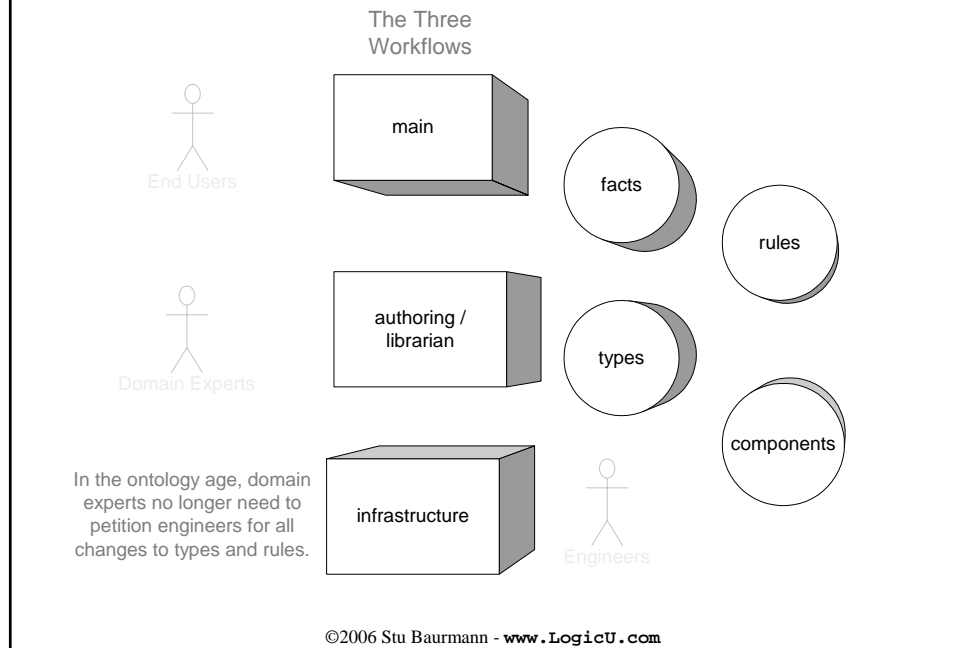 The Three
Workflows
main
End Users
facts
rules
authoring /
librarian
Domain Experts
types
components
In the ontology age, domain
experts no longer need to
petition engineers for all
changes to types and rules.
infrastructure
Engineers
©2006 Stu Baurmann - www.LogicU.com